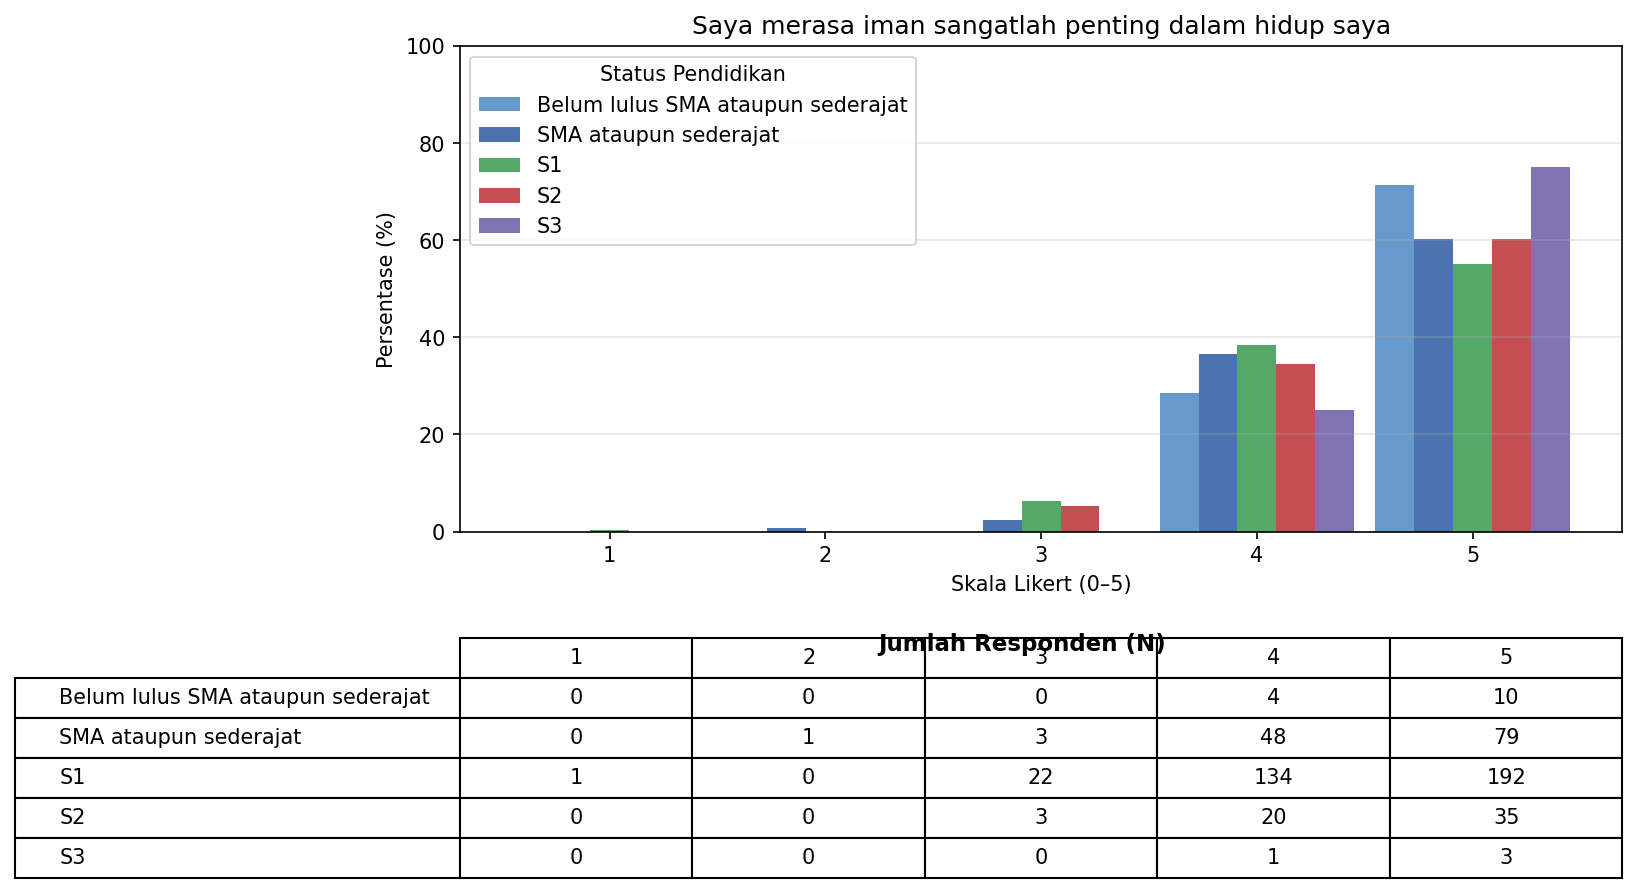 Saya merasa iman sangatlah penting dalam hidup saya
Persentase (%)
100
80
60
40
20
0
Status Pendidikan
Belum lulus SMA ataupun sederajat
SMA ataupun sederajat
S1
S2
S3
1 2 3 4 5
Skala Likert (0–5)
Jumlah Responden (N)
1 2 3 4 5
Belum lulus SMA ataupun sederajat 0 0 0 4 10
SMA ataupun sederajat 0 1 3 48 79
S1 1 0 22 134 192
S2 0 0 3 20 35
S3 0 0 0 1 3